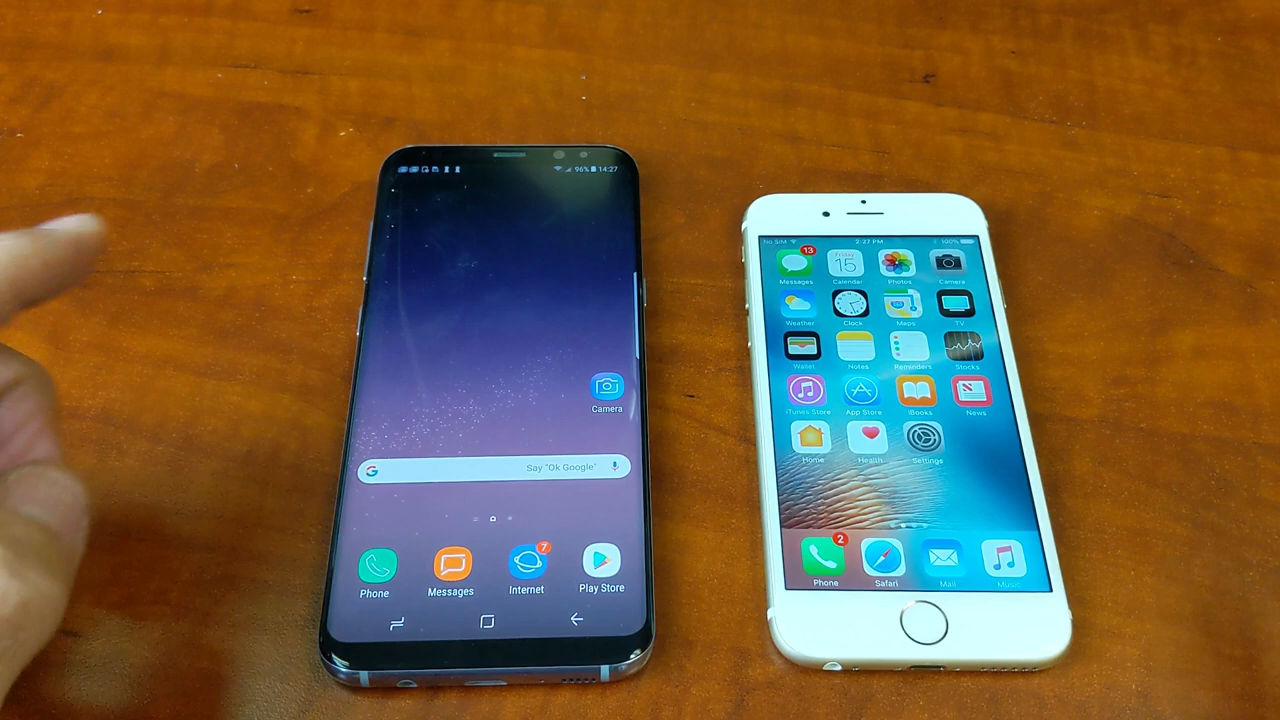 96% 14:27
Camera
G
Say "Ok Google"
7
Phone
Messages
Internet
Play Store
No SIM
2:27 PM
100%
13
Friday
15
Messages
Calendar
Photos
Camera
Weather
Clock
Maps
TV
Wallet
Notes
Reminders
Stocks
iTunes Store
App Store
iBooks
News
Home
Health
Settings
2
Phone
Safari
Mail
Music